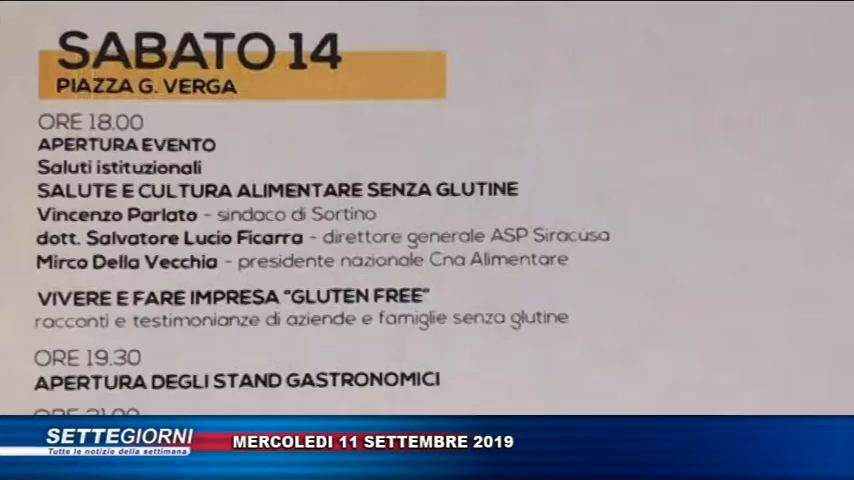 SABATO 14
PIAZZA G. VERGA
ORE 18.00
APERTURA EVENTO
Saluti istituzionali
SALUTE E CULTURA ALIMENTARE SENZA GLUTINE
Vincenzo Parlato - sindaco di Sortino
dott. Salvatore Lucio Ficarra - direttore generale ASP Siracusa
Mirco Della Vecchia - presidente nazionale Cna Alimentare
VIVERE E FARE IMPRESA "GLUTEN FREE"
racconti e testimonianze di aziende e famiglie senza glutine
ORE 19.30
APERTURA DEGLI STAND GASTRONOMICI
ORE 21.00
SETTEGIORNI
Tutte le notizie della settimana
MERCOLEDI 11 SETTEMBRE 2019